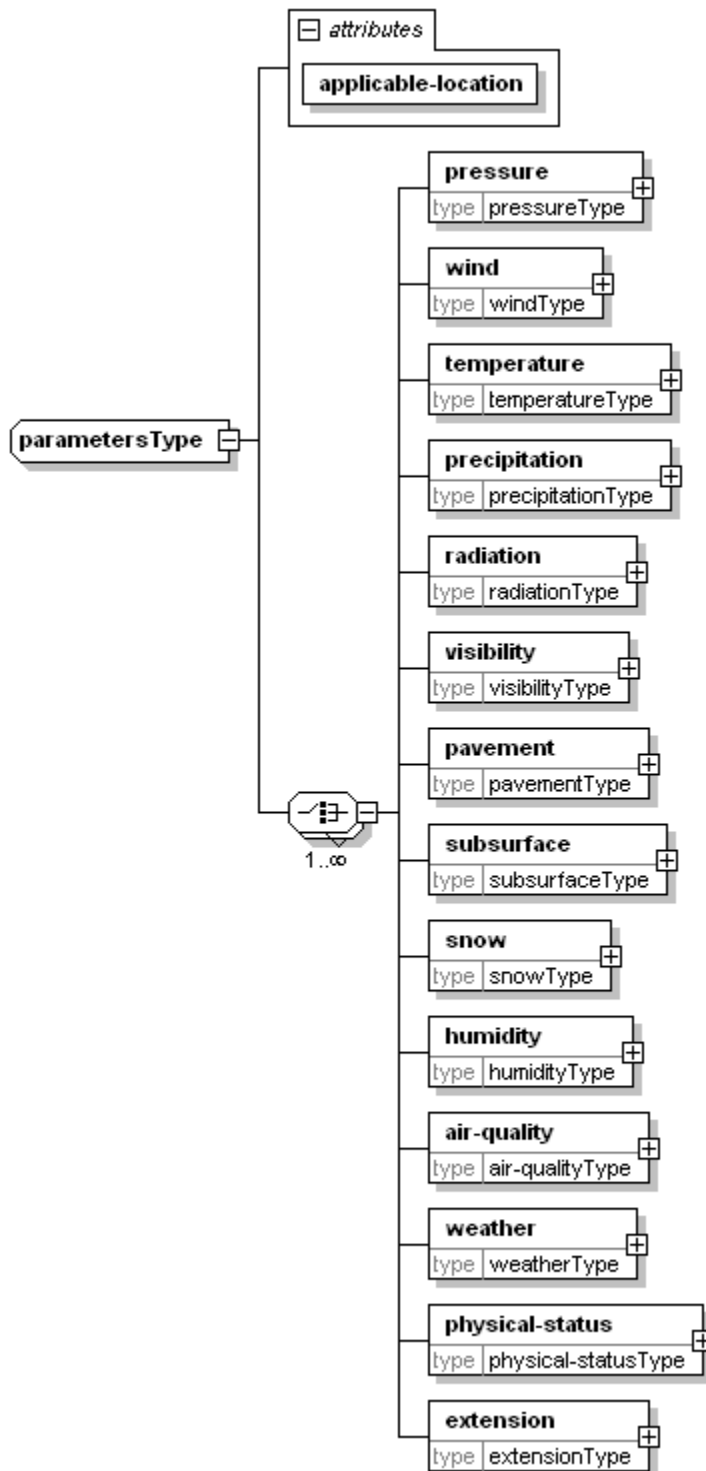 attributes
applicable-location
pressure
type pressureType
wind
type windType
temperature
type temperatureType
parametersType
precipitation
type precipitationType
radiation
type radiationType
visibility
type visibilityType
pavement
type pavementType
1..∞
subsurface
type subsurfaceType
snow
type snowType
humidity
type humidityType
air-quality
type air-qualityType
weather
type weatherType
physical-status
type physical-statusType
extension
type extensionType